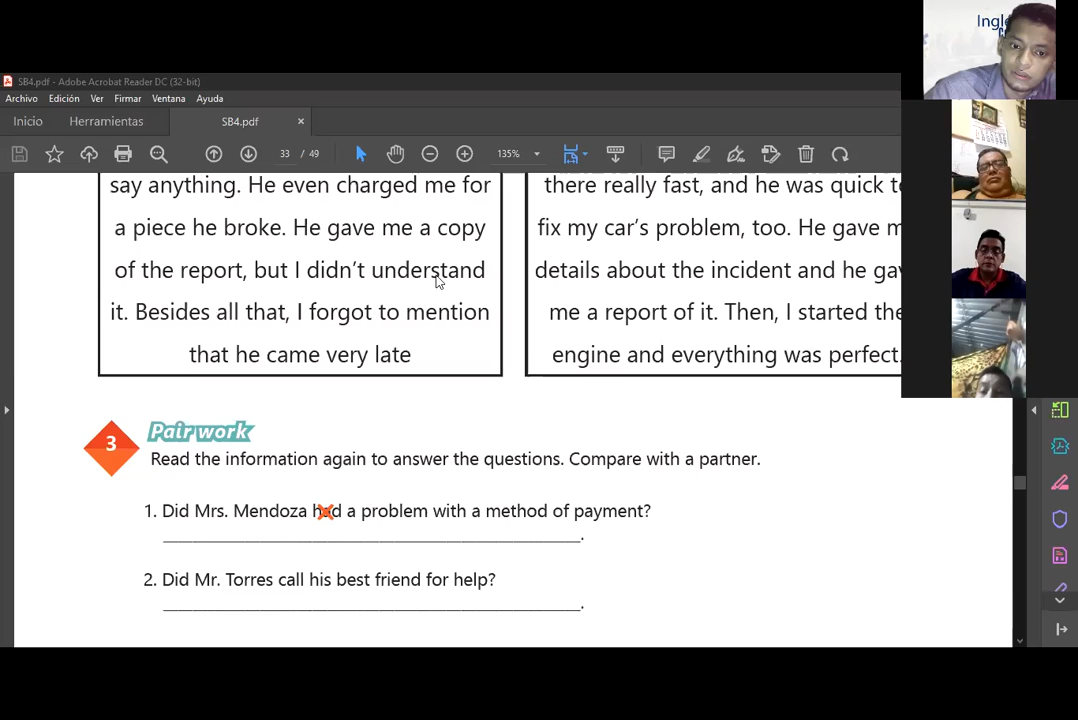 Inglé
SB4.pdf - Adobe Acrobat Reader DC (32-bit)
Archivo Edición Ver Firmar Ventana Ayuda
Inicio Herramientas SB4.pdf ×
33 / 49 135%
say anything. He even charged me for
a piece he broke. He gave me a copy
of the report, but I didn't understand
it. Besides all that, I forgot to mention
that he came very late
there really fast, and he was quick to
fix my car's problem, too. He gave m
details about the incident and he gav
me a report of it. Then, I started the
engine and everything was perfect.
3 Pair work
Read the information again to answer the questions. Compare with a partner.
1. Did Mrs. Mendoza had a problem with a method of payment?
2. Did Mr. Torres call his best friend for help?